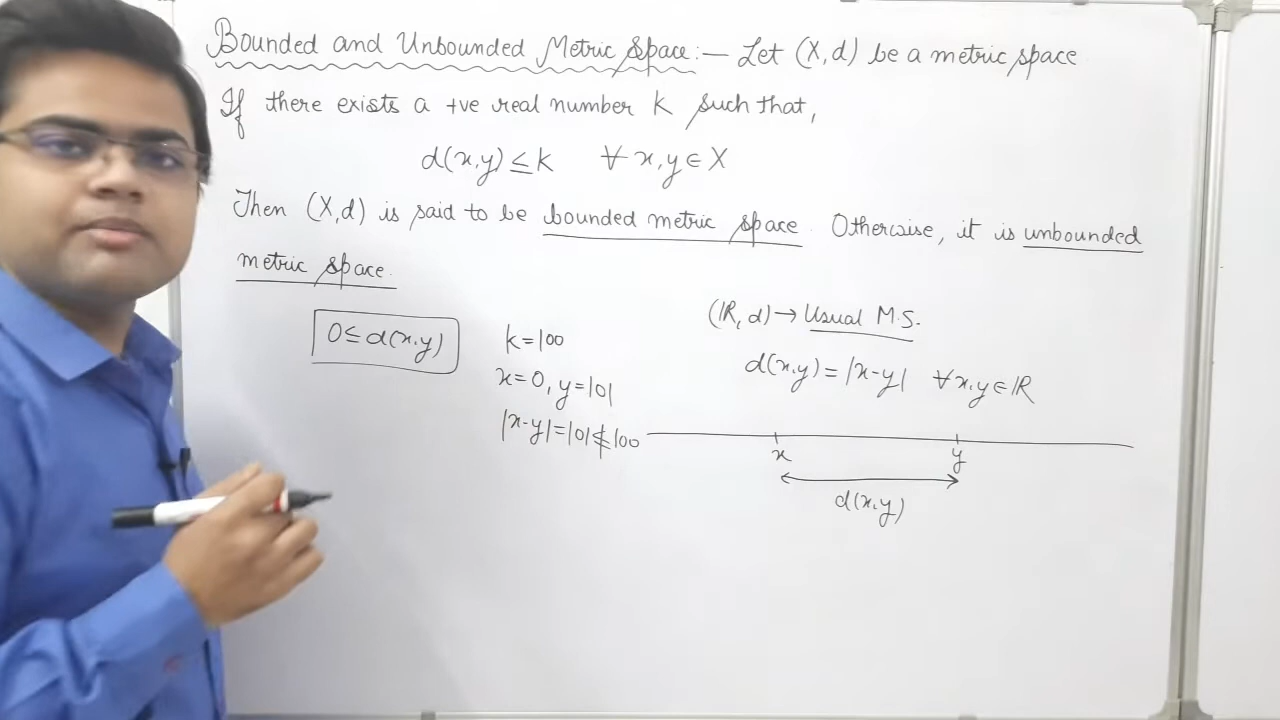 Bounded and Unbounded Metric Space:— Let (X,d) be a metric space
If there exists a +ve real number k such that,
d(x,y) ≤ k ∀ x,y ∈ X
Then (X,d) is said to be bounded metric space. Otherwise, it is unbounded
metric space.
0 ≤ d(x,y)
k=100
x=0, y=101
|x-y|=101≰100
(ℝ, d) → Usual M.S.
d(x,y) = |x-y| ∀ x,y ∈ ℝ
x y
d(x,y)